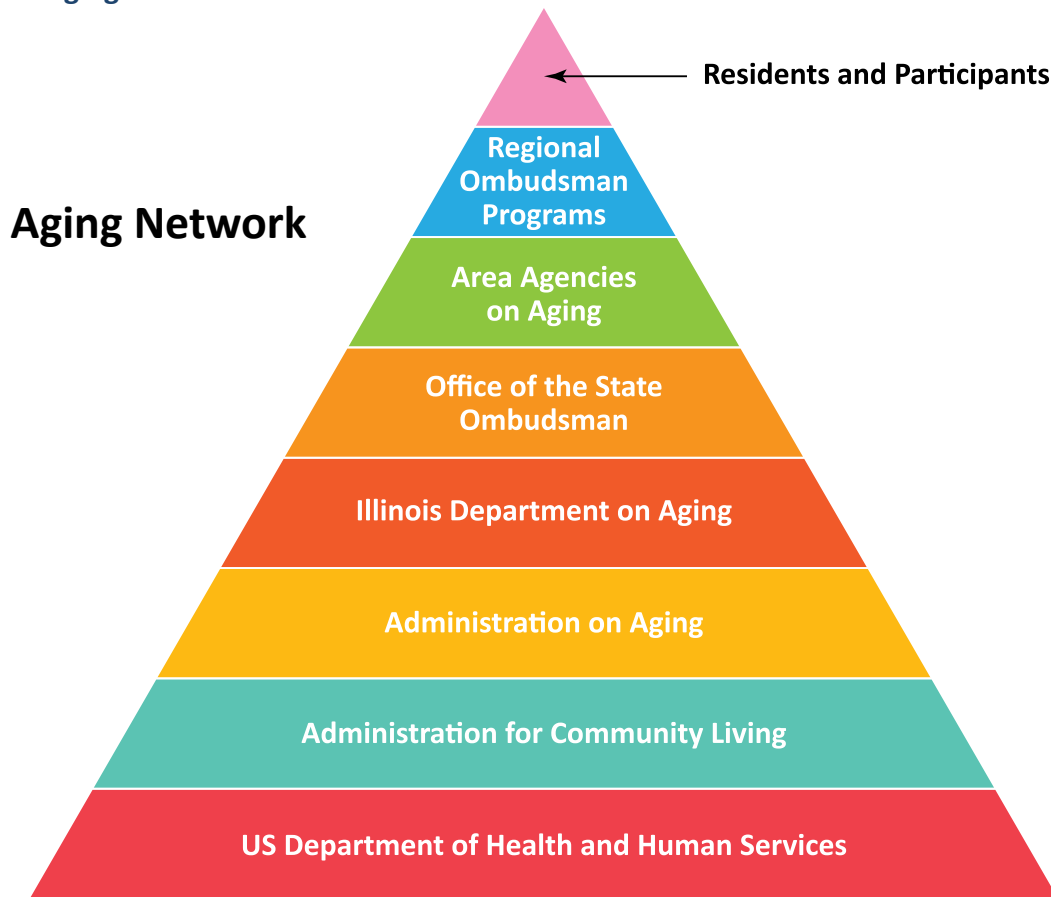 Residents and Participants
Regional
Ombudsman
Programs
Aging Network
Area Agencies
on Aging
Office of the State
Ombudsman
Illinois Department on Aging
Administration on Aging
Administration for Community Living
US Department of Health and Human Services